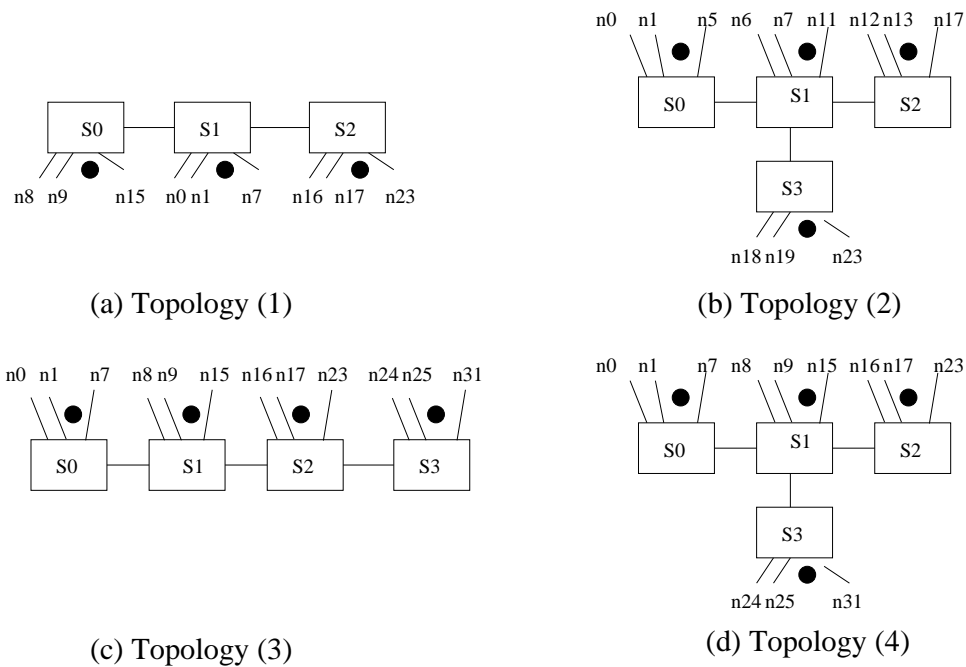 n0 n1 n5 n6 n7 n11 n12 n13 n17
S0 S1 S2
S3
n18 n19 n23
S0 S1 S2
n8 n9 n15 n0 n1 n7 n16 n17 n23
(a) Topology (1)
(b) Topology (2)
n0 n1 n7 n8 n9 n15 n16 n17 n23 n24 n25 n31
S0 S1 S2 S3
n0 n1 n7 n8 n9 n15 n16 n17 n23
S0 S1 S2
S3
n24 n25 n31
(c) Topology (3)
(d) Topology (4)